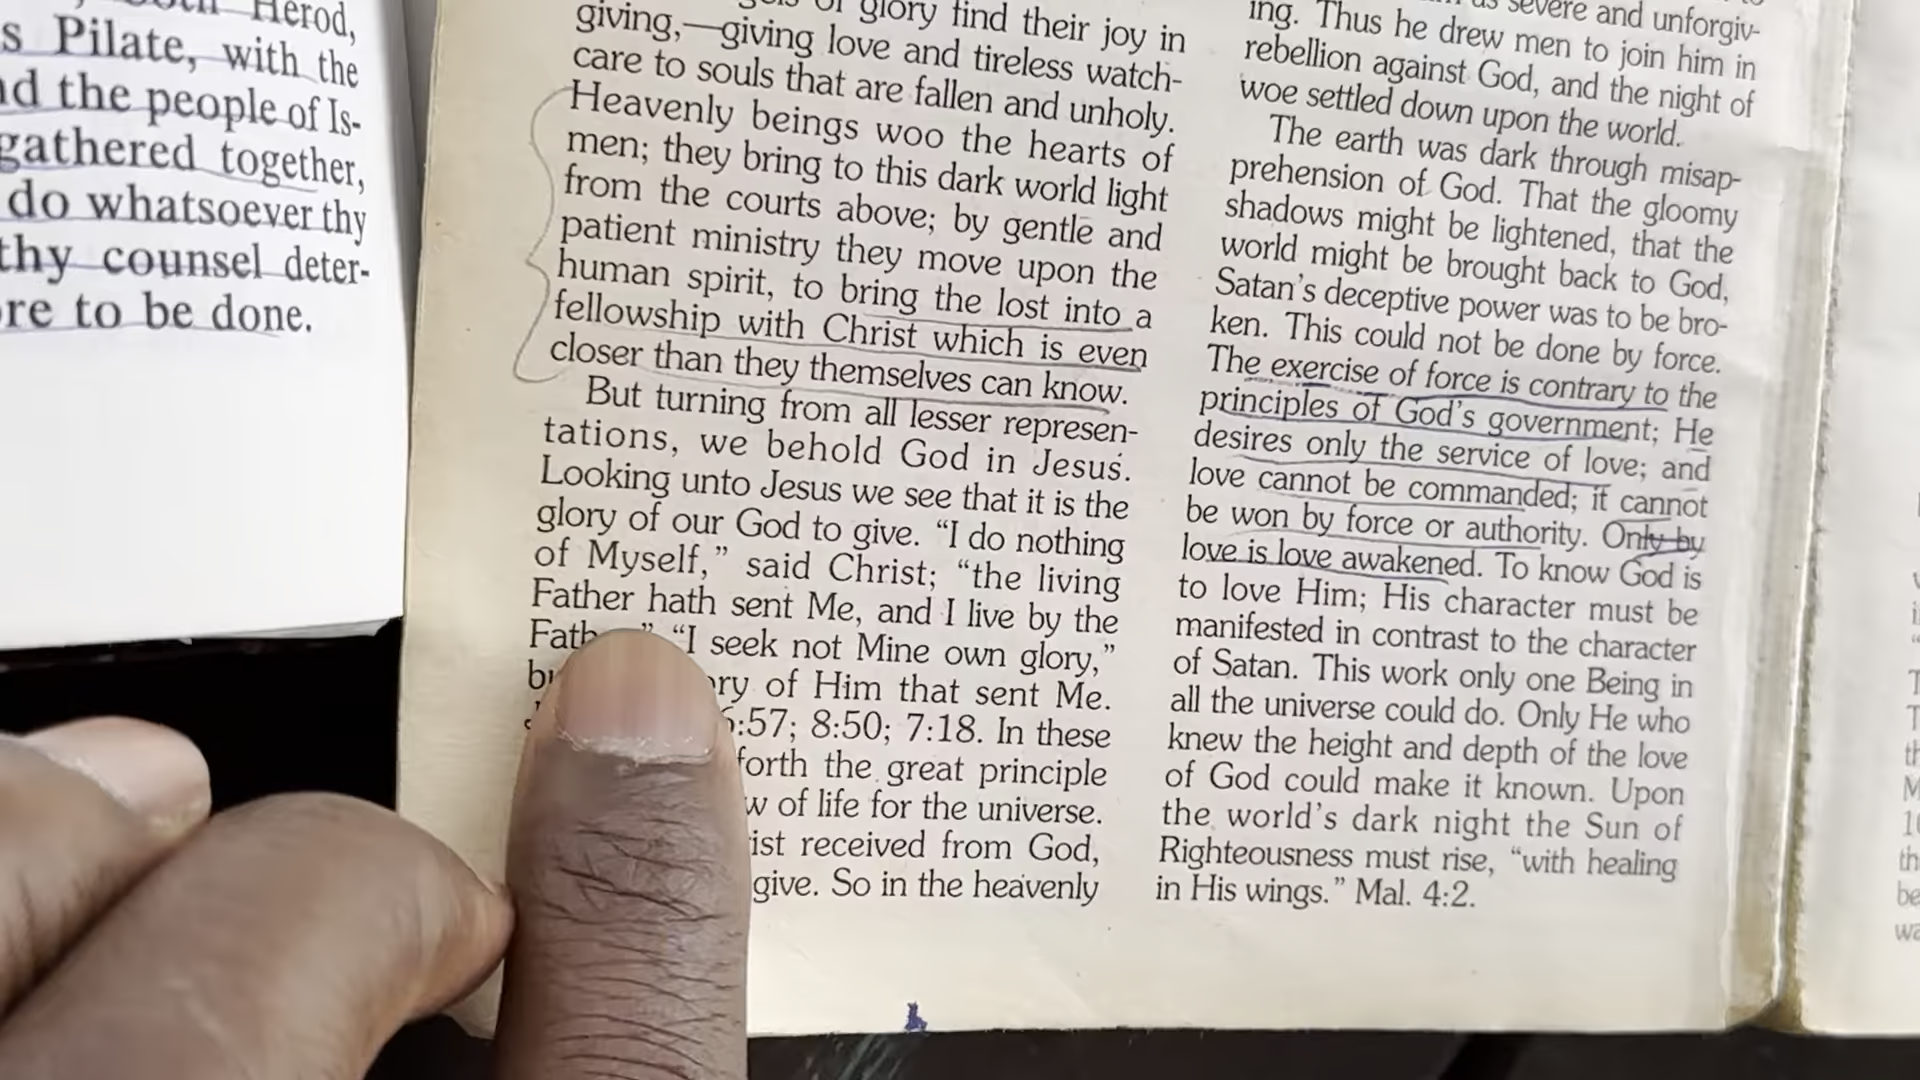 Herod,
s Pilate, with the
nd the people of Is-
gathered together,
do whatsoever thy
thy counsel deter-
re to be done.
of glory find their joy in
giving,—giving love and tireless watch-
care to souls that are fallen and unholy.
Heavenly beings woo the hearts of
men; they bring to this dark world light
from the courts above; by gentle and
patient ministry they move upon the
human spirit, to bring the lost into a
fellowship with Christ which is even
closer than they themselves can know.
But turning from all lesser represen-
tations, we behold God in Jesus.
Looking unto Jesus we see that it is the
glory of our God to give. “I do nothing
of Myself,” said Christ; “the living
Father hath sent Me, and I live by the
“I seek not Mine own glory,”
ry of Him that sent Me.
:57; 8:50; 7:18. In these
forth the great principle
w of life for the universe.
ist received from God,
give. So in the heavenly
as severe and unforgiv-
ing. Thus he drew men to join him in
rebellion against God, and the night of
woe settled down upon the world.
The earth was dark through misap-
prehension of God. That the gloomy
shadows might be lightened, that the
world might be brought back to God,
Satan’s deceptive power was to be bro-
ken. This could not be done by force.
The exercise of force is contrary to the
principles of God’s government; He
desires only the service of love; and
love cannot be commanded; it cannot
be won by force or authority. Only by
love is love awakened. To know God is
to love Him; His character must be
manifested in contrast to the character
of Satan. This work only one Being in
all the universe could do. Only He who
knew the height and depth of the love
of God could make it known. Upon
the world’s dark night the Sun of
Righteousness must rise, “with healing
in His wings.” Mal. 4:2.